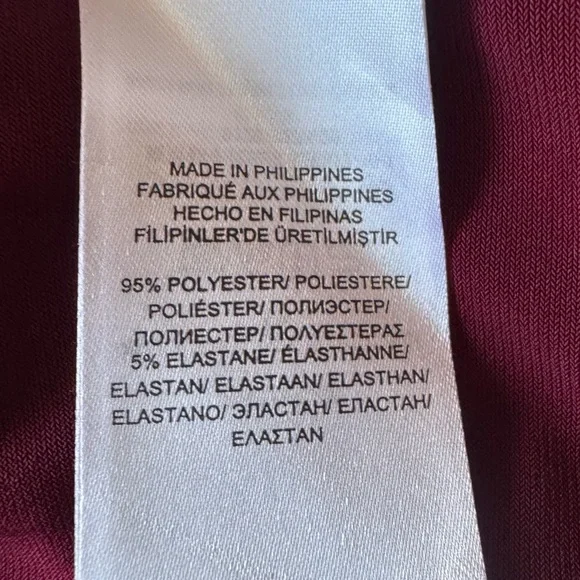 MADE IN PHILIPPINES
FABRIQUÉ AUX PHILIPPINES
HECHO EN FILIPINAS
FİLİPİNLER'DE ÜRETİLMİŞTİR
95% POLYESTER/ POLIESTERE/
POLIÉSTER/ ПОЛИЭСТЕР/
ПОЛИЕСТЕР/ ΠΟΛΥΕΣΤΕΡΑΣ
5% ELASTANE/ ÉLASTHANNE/
ELASTAN/ ELASTAAN/ ELASTHAN/
ELASTANO/ ЭЛАСТАН/ ЕЛАСТАН/
ΕΛΑΣΤΑΝ